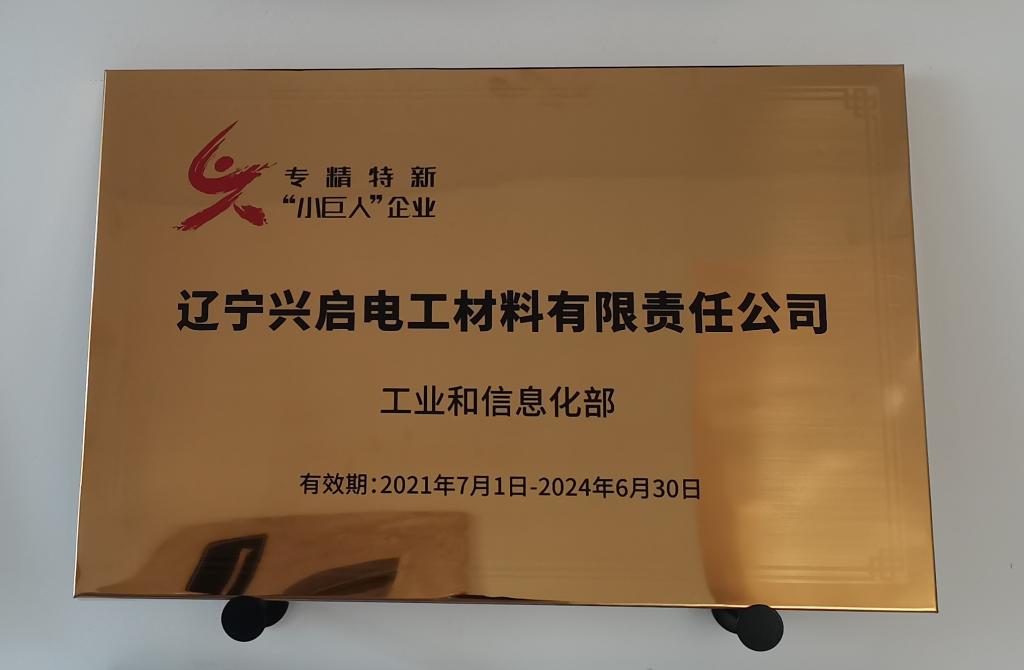 专精特新
“小巨人”企业
辽宁兴启电工材料有限责任公司
工业和信息化部
有效期:2021年7月1日-2024年6月30日